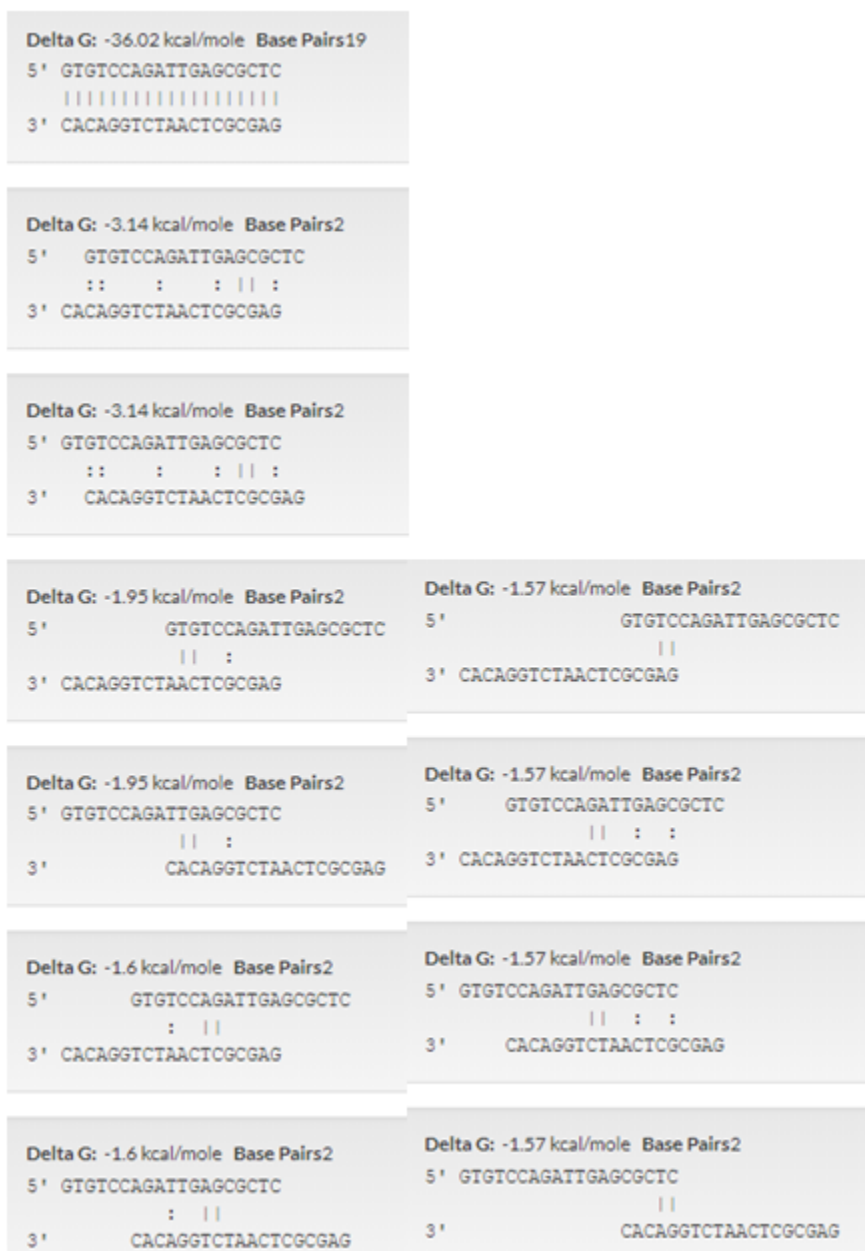 Delta G: -36.02 kcal/mole Base Pairs19
5' GTGTCCAGATTGAGCGCTC
|||||||||||||||||||
3' CACAGGTCTAACTCGCGAG
Delta G: -3.14 kcal/mole Base Pairs2
5' GTGTCCAGATTGAGCGCTC
:: : : || :
3' CACAGGTCTAACTCGCGAG
Delta G: -3.14 kcal/mole Base Pairs2
5' GTGTCCAGATTGAGCGCTC
:: : : || :
3' CACAGGTCTAACTCGCGAG
Delta G: -1.95 kcal/mole Base Pairs2
5' GTGTCCAGATTGAGCGCTC
|| :
3' CACAGGTCTAACTCGCGAG
Delta G: -1.95 kcal/mole Base Pairs2
5' GTGTCCAGATTGAGCGCTC
|| :
3' CACAGGTCTAACTCGCGAG
Delta G: -1.6 kcal/mole Base Pairs2
5' GTGTCCAGATTGAGCGCTC
: ||
3' CACAGGTCTAACTCGCGAG
Delta G: -1.6 kcal/mole Base Pairs2
5' GTGTCCAGATTGAGCGCTC
: ||
3' CACAGGTCTAACTCGCGAG
Delta G: -1.57 kcal/mole Base Pairs2
5' GTGTCCAGATTGAGCGCTC
||
3' CACAGGTCTAACTCGCGAG
Delta G: -1.57 kcal/mole Base Pairs2
5' GTGTCCAGATTGAGCGCTC
|| : :
3' CACAGGTCTAACTCGCGAG
Delta G: -1.57 kcal/mole Base Pairs2
5' GTGTCCAGATTGAGCGCTC
|| : :
3' CACAGGTCTAACTCGCGAG
Delta G: -1.57 kcal/mole Base Pairs2
5' GTGTCCAGATTGAGCGCTC
||
3' CACAGGTCTAACTCGCGAG